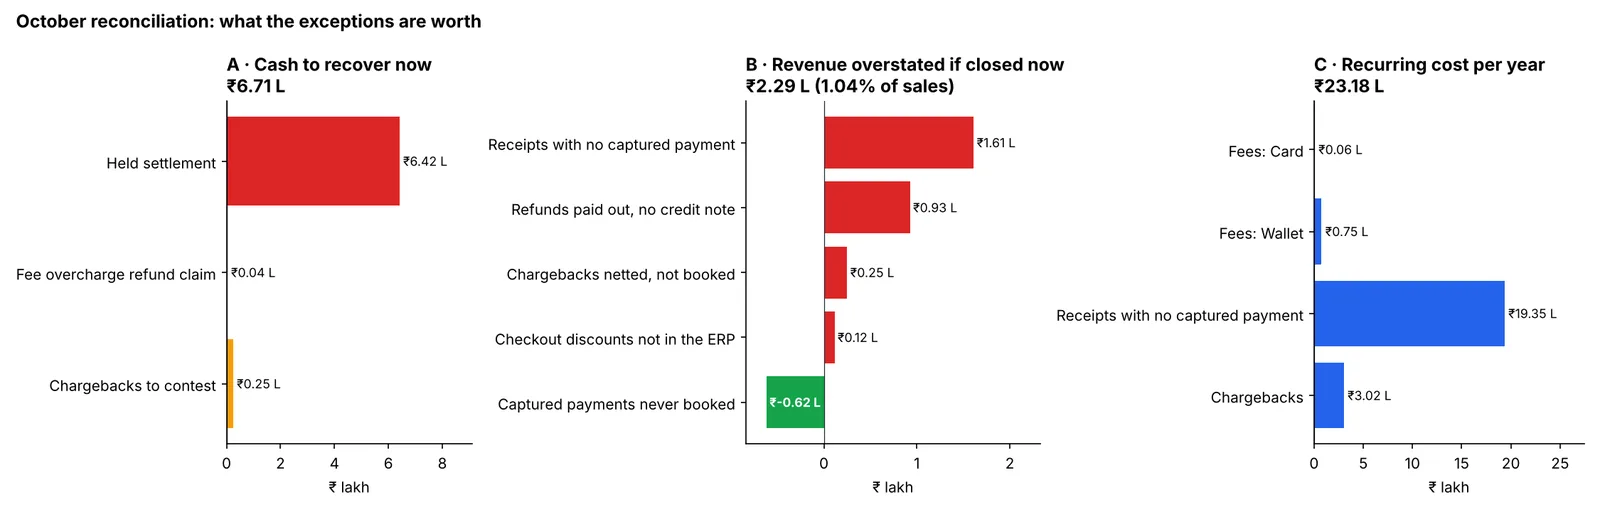 October reconciliation: what the exceptions are worth
A · Cash to recover now
₹6.71 L
Held settlement
₹6.42 L
Fee overcharge refund claim
₹0.04 L
Chargebacks to contest
₹0.25 L
0 2 4 6 8
₹ lakh
B · Revenue overstated if closed now
₹2.29 L (1.04% of sales)
Receipts with no captured payment
₹1.61 L
Refunds paid out, no credit note
₹0.93 L
Chargebacks netted, not booked
₹0.25 L
Checkout discounts not in the ERP
₹0.12 L
Captured payments never booked
₹-0.62 L
0 1 2
₹ lakh
C · Recurring cost per year
₹23.18 L
Fees: Card
₹0.06 L
Fees: Wallet
₹0.75 L
Receipts with no captured payment
₹19.35 L
Chargebacks
₹3.02 L
0 5 10 15 20 25
₹ lakh